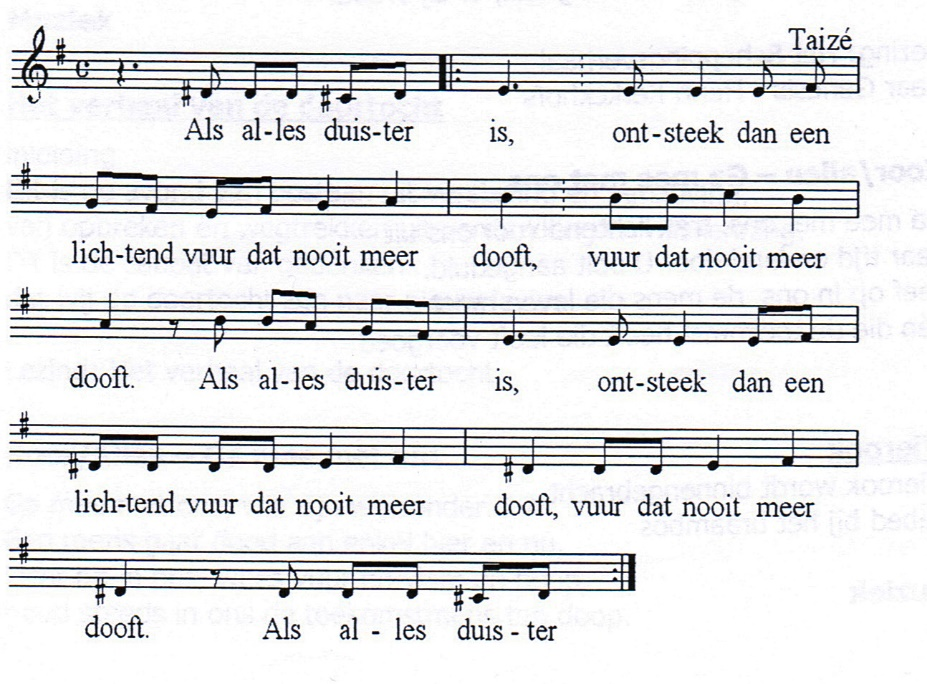 Taizé
Als al-les duis-ter is, ont-steek dan een
lich-tend vuur dat nooit meer dooft, vuur dat nooit meer
dooft. Als al-les duis-ter is, ont-steek dan een
lich-tend vuur dat nooit meer dooft, vuur dat nooit meer
dooft. Als al - les duis - ter